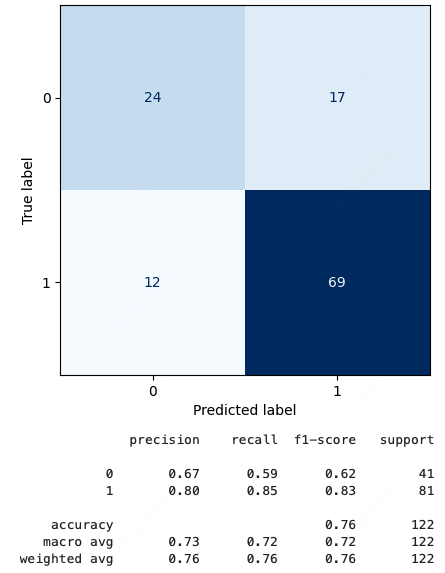 0
24
17
True label
1
12
69
0 1
Predicted label
precision recall f1-score support
0 0.67 0.59 0.62 41
1 0.80 0.85 0.83 81
accuracy 0.76 122
macro avg 0.73 0.72 0.72 122
weighted avg 0.76 0.76 0.76 122